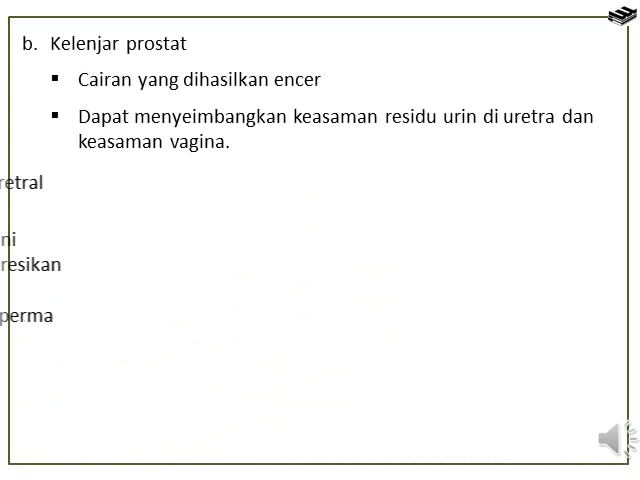 b. Kelenjar prostat
▪ Cairan yang dihasilkan encer
▪ Dapat menyeimbangkan keasaman residu urin di uretra dan
keasaman vagina.
retral
ni
resikan
perma